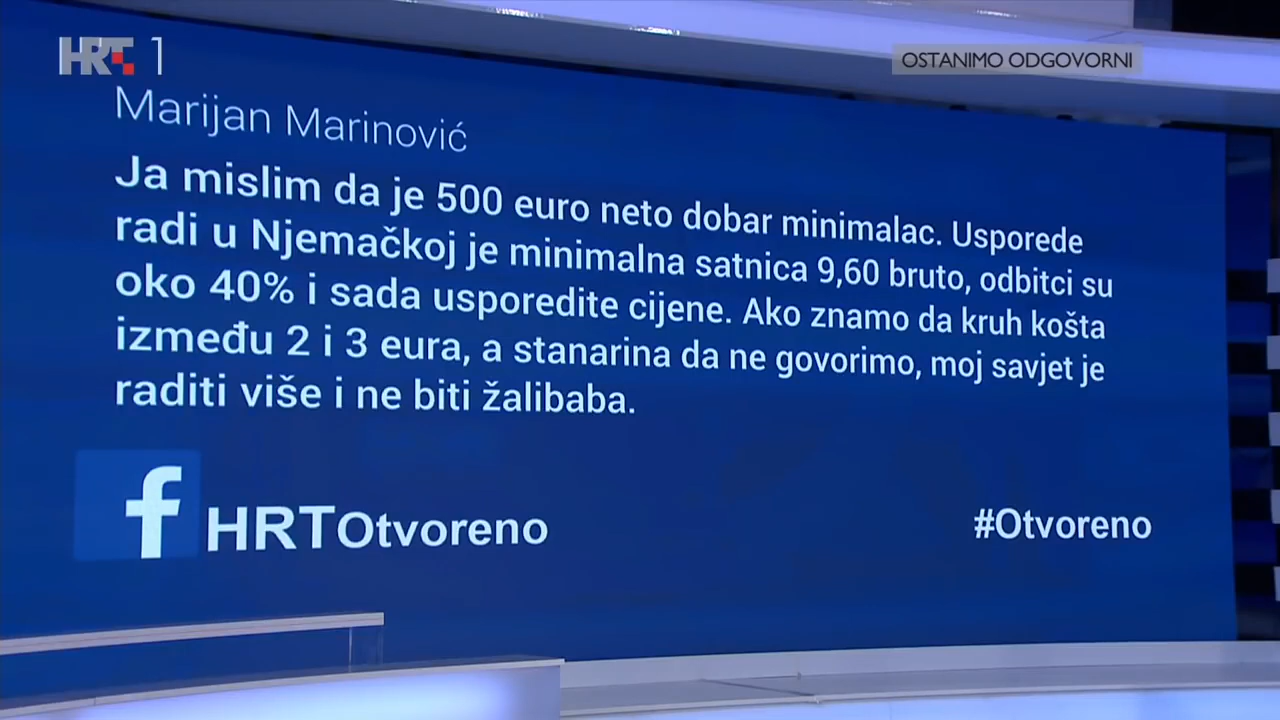 HRT 1
OSTANIMO ODGOVORNI
Marijan Marinović
Ja mislim da je 500 euro neto dobar minimalac. Usporede
radi u Njemačkoj je minimalna satnica 9,60 bruto, odbitci su
oko 40% i sada usporedite cijene. Ako znamo da kruh košta
između 2 i 3 eura, a stanarina da ne govorimo, moj savjet je
raditi više i ne biti žalibaba.
f HRTOtvoreno
#Otvoreno